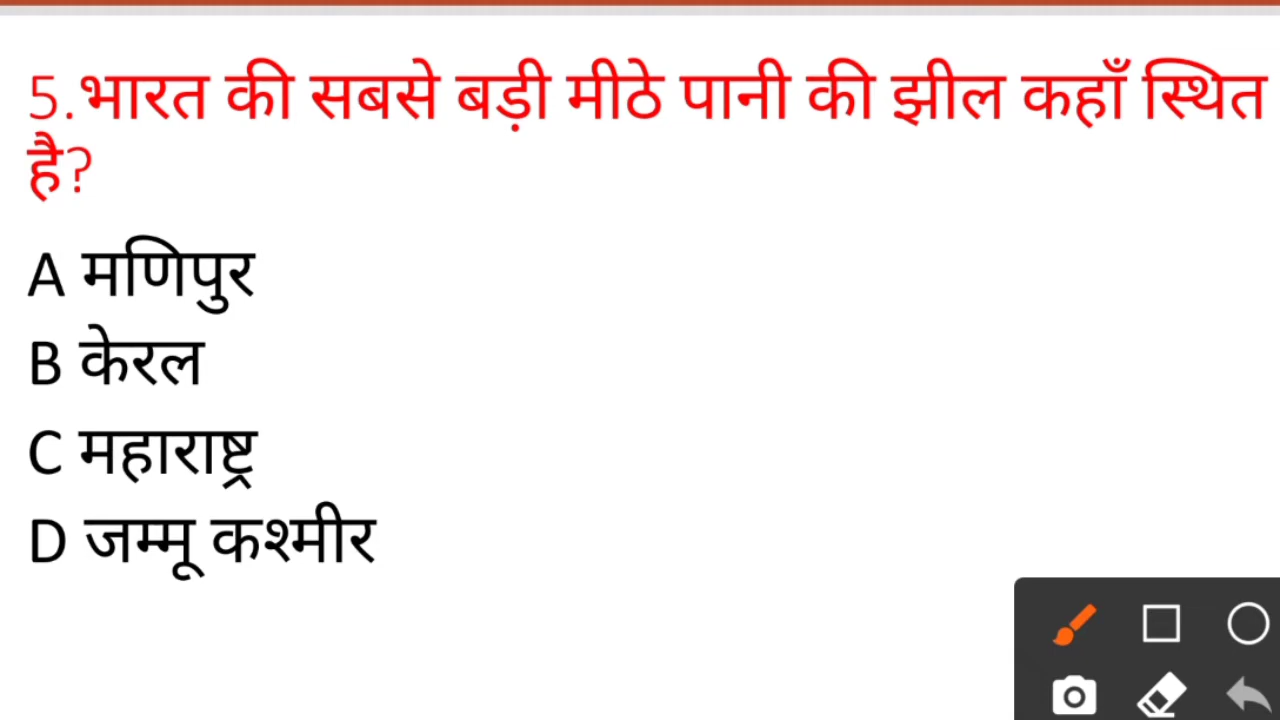 5.भारत की सबसे बड़ी मीठे पानी की झील कहाँ स्थित
है?
A मणिपुर
B केरल
C महाराष्ट्र
D जम्मू कश्मीर